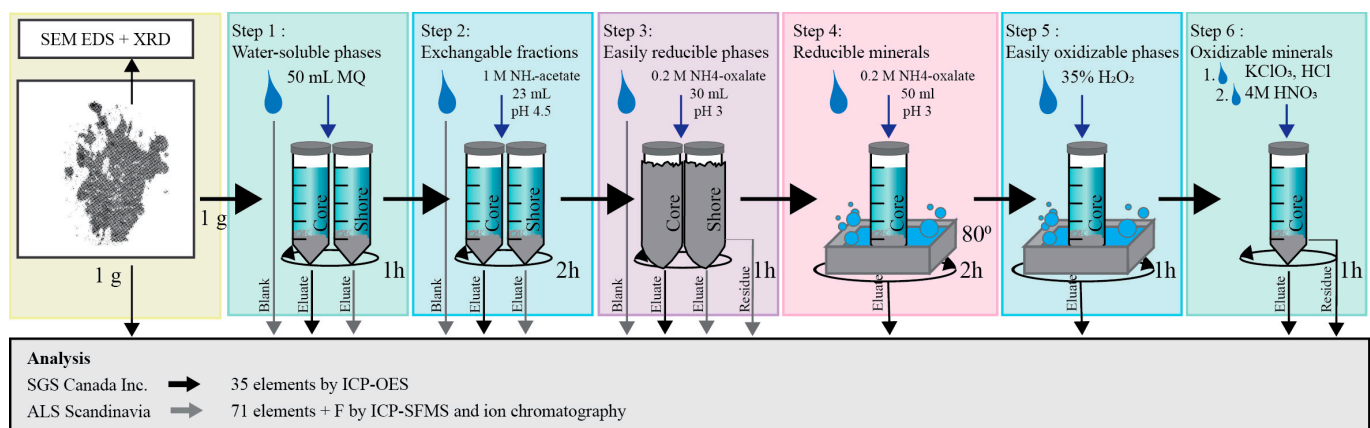 SEM EDS + XRD
1 g
1 g
Step 1 :
Water-soluble phases
50 mL MQ
Core
Shore
1h
Blank
Eluate
Eluate
Step 2:
Exchangable fractions
1 M NH₄-acetate
23 mL
pH 4.5
Core
Shore
2h
Blank
Eluate
Eluate
Step 3:
Easily reducible phases
0.2 M NH4-oxalate
30 mL
pH 3
Core
Shore
1h
Blank
Eluate
Eluate
Residue
Step 4:
Reducible minerals
0.2 M NH4-oxalate
50 ml
pH 3
Core
80º
2h
Eluate
Step 5 :
Easily oxidizable phases
35% H₂O₂
Core
1h
Eluate
Step 6:
Oxidizable minerals
1. KClO₃, HCl
2. 4M HNO₃
Core
1h
Eluate
Residue
Analysis
SGS Canada Inc. 35 elements by ICP-OES
ALS Scandinavia 71 elements + F by ICP-SFMS and ion chromatography